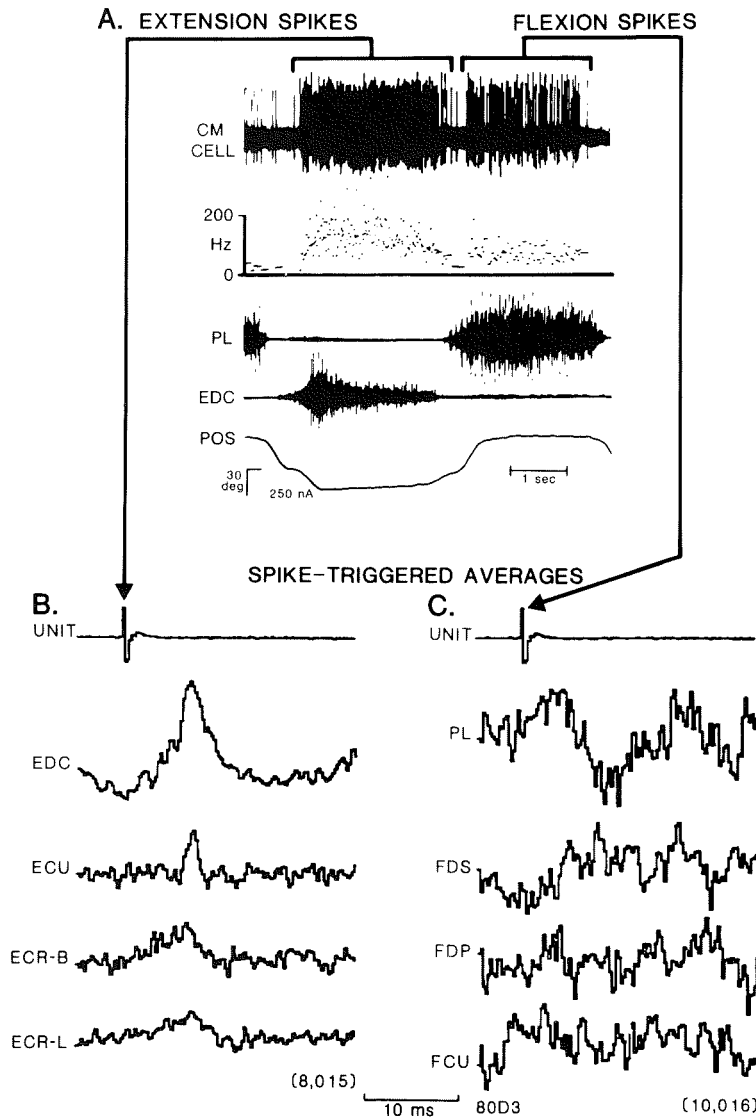 A. EXTENSION SPIKES FLEXION SPIKES
CM
CELL
200
Hz
0
PL
EDC
POS
30
deg
250 nA
1 sec
SPIKE-TRIGGERED AVERAGES
B.
UNIT
EDC
ECU
ECR-B
ECR-L
(8,015)
10 ms
C.
UNIT
PL
FDS
FDP
FCU
80D3
(10,016)